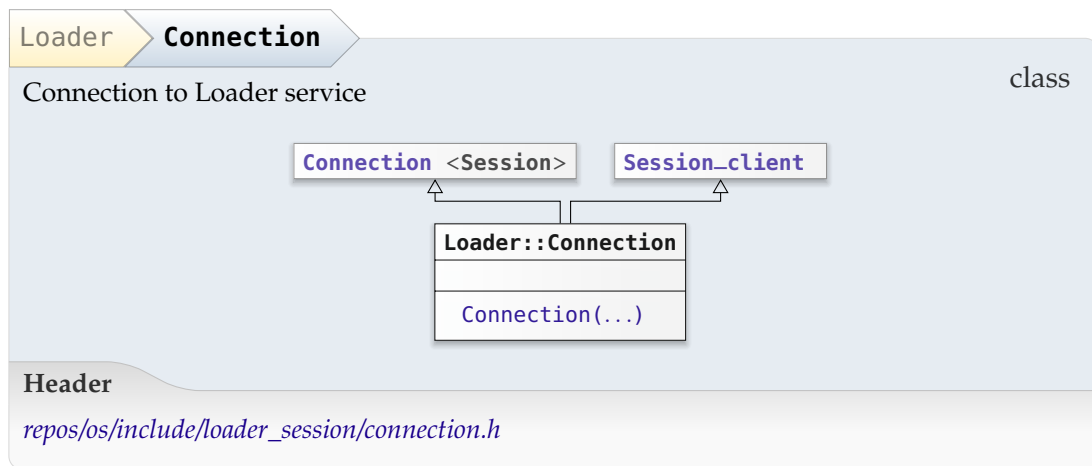 Loader Connection
class
Connection to Loader service
Connection <Session> Session_client
Loader::Connection
Connection(...)
Header
repos/os/include/loader_session/connection.h